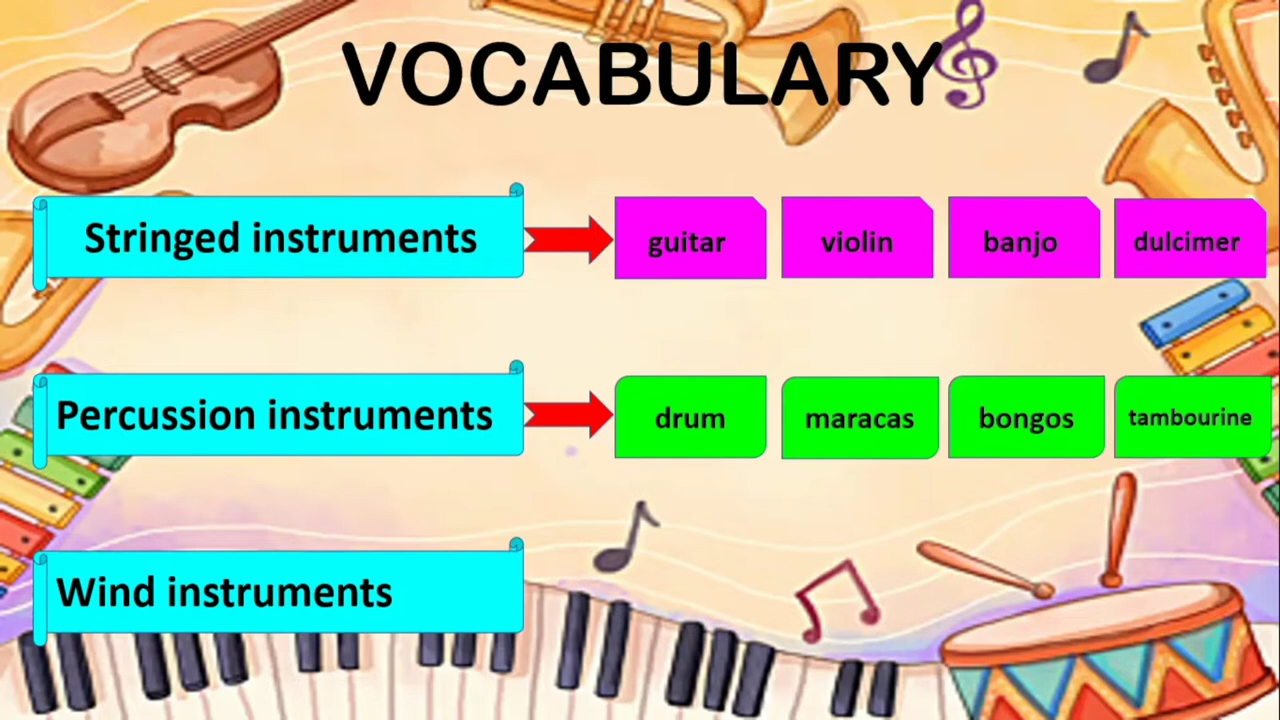 VOCABULARY
Stringed instruments
guitar
violin
banjo
dulcimer
Percussion instruments
drum
maracas
bongos
tambourine
Wind instruments